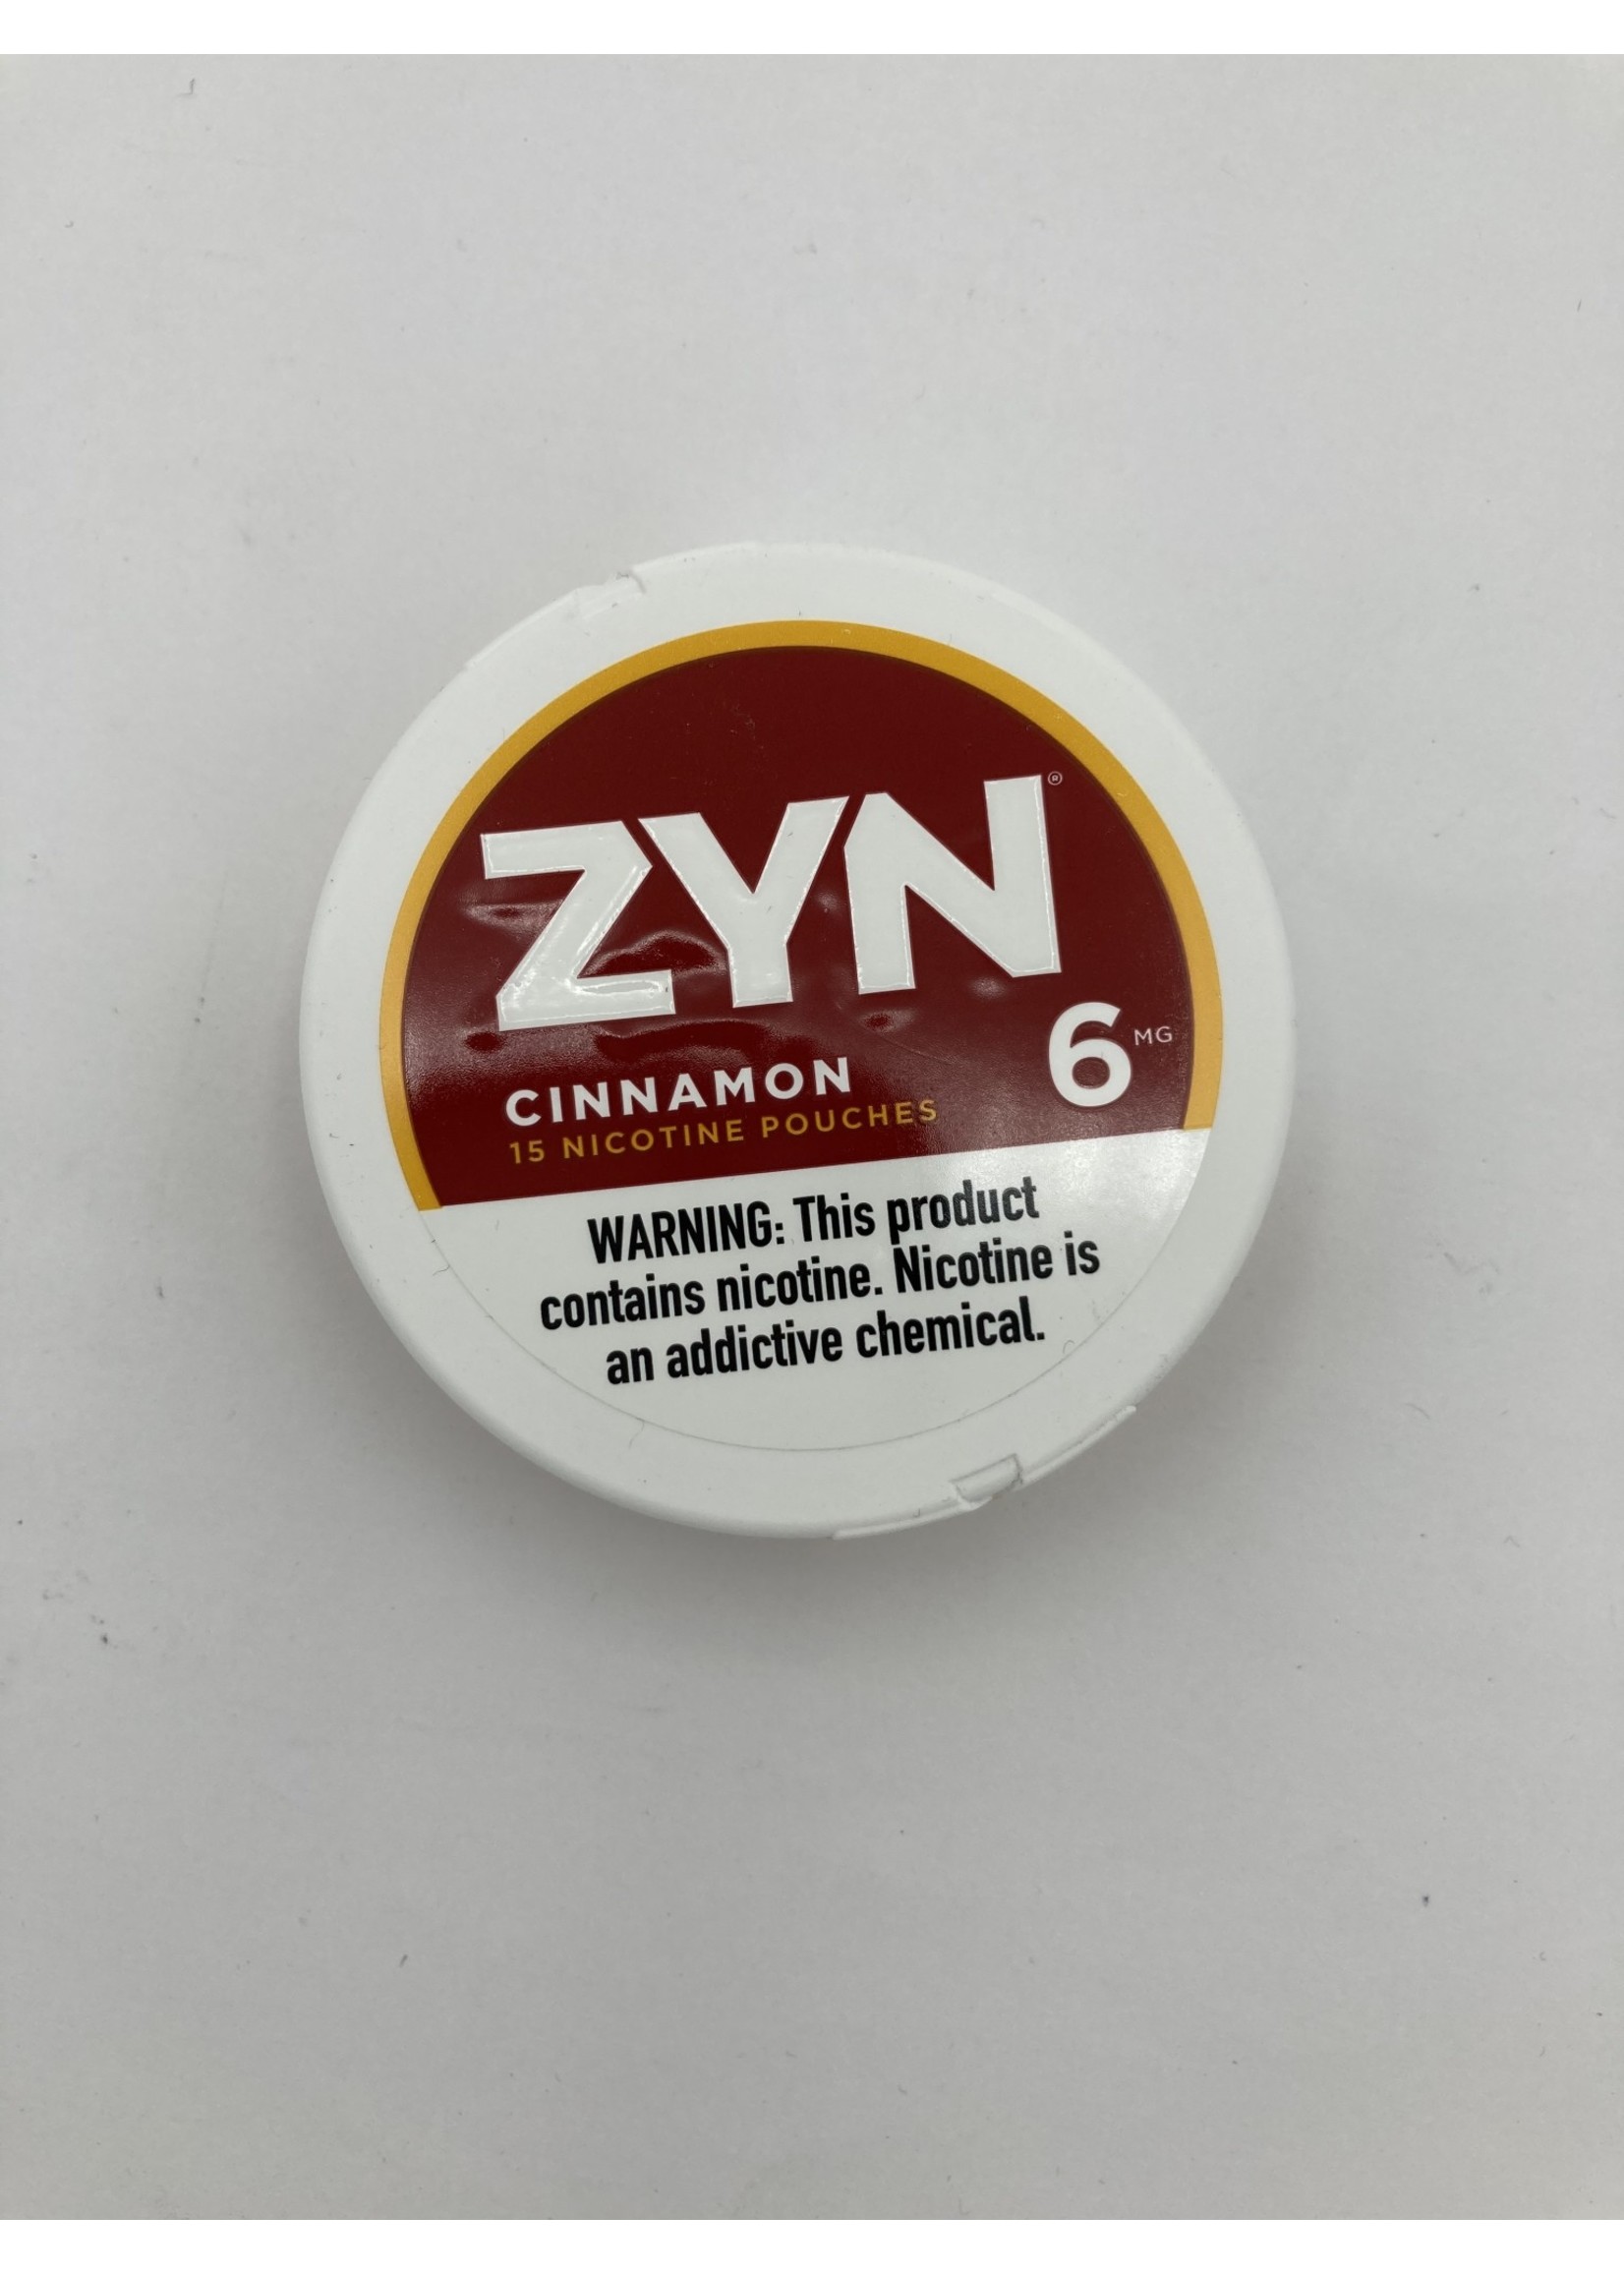 ZYN®
6 MG
CINNAMON
15 NICOTINE POUCHES
WARNING: This product
contains nicotine. Nicotine is
an addictive chemical.